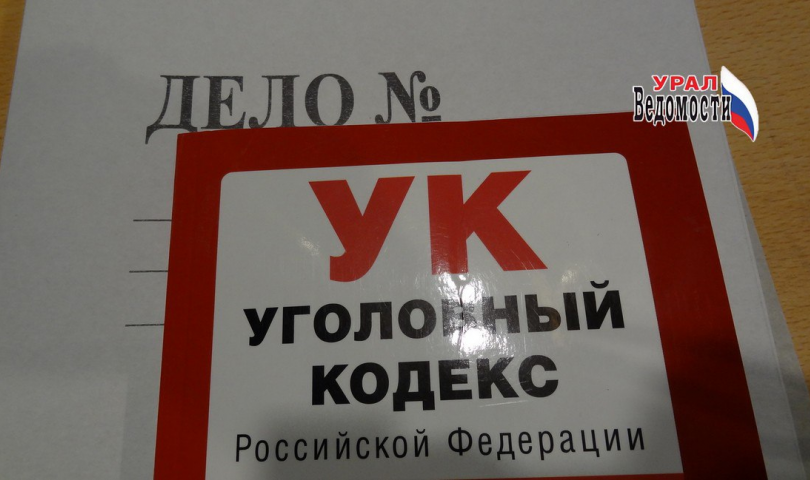 ДЕЛО №
УРАЛ
Ведомости
УК
УГОЛОВНЫЙ
КОДЕКС
Российской Федерации